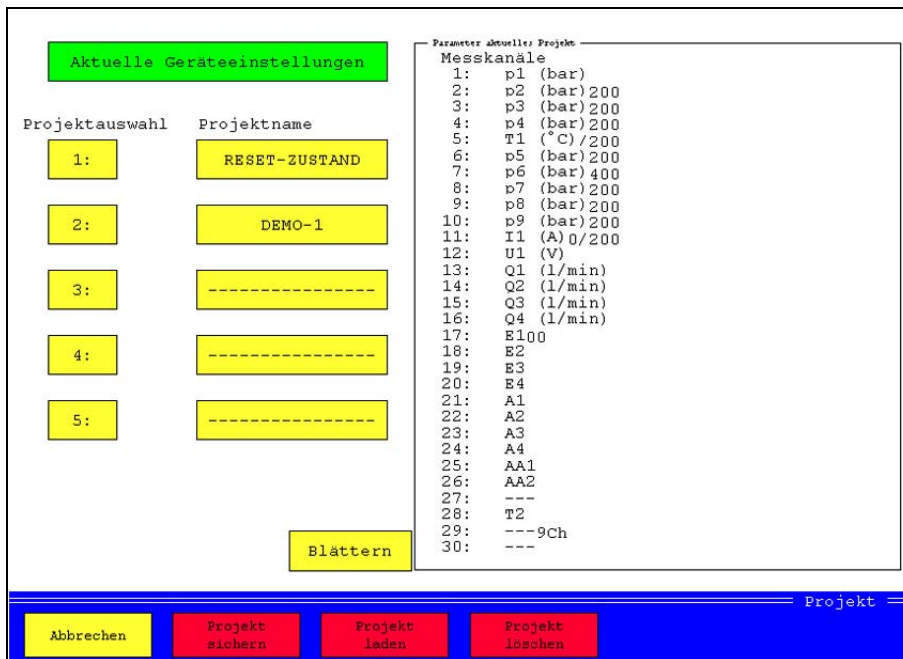 Aktuelle Geräteeinstellungen
Projektauswahl Projektname
1: RESET-ZUSTAND
2: DEMO-1
3: ----------------
4: ----------------
5: ----------------
Blättern
Parameter aktuelles Projekt
Messkanäle
1: p1 (bar)
2: p2 (bar)200
3: p3 (bar)200
4: p4 (bar)200
5: T1 (°C)/200
6: p5 (bar)200
7: p6 (bar)400
8: p7 (bar)200
9: p8 (bar)200
10: p9 (bar)200
11: I1 (A)0/200
12: U1 (V)
13: Q1 (l/min)
14: Q2 (l/min)
15: Q3 (l/min)
16: Q4 (l/min)
17: E100
18: E2
19: E3
20: E4
21: A1
22: A2
23: A3
24: A4
25: AA1
26: AA2
27: ---
28: T2
29: ---9Ch
30: ---
Projekt
Abbrechen
Projekt sichern
Projekt laden
Projekt löschen